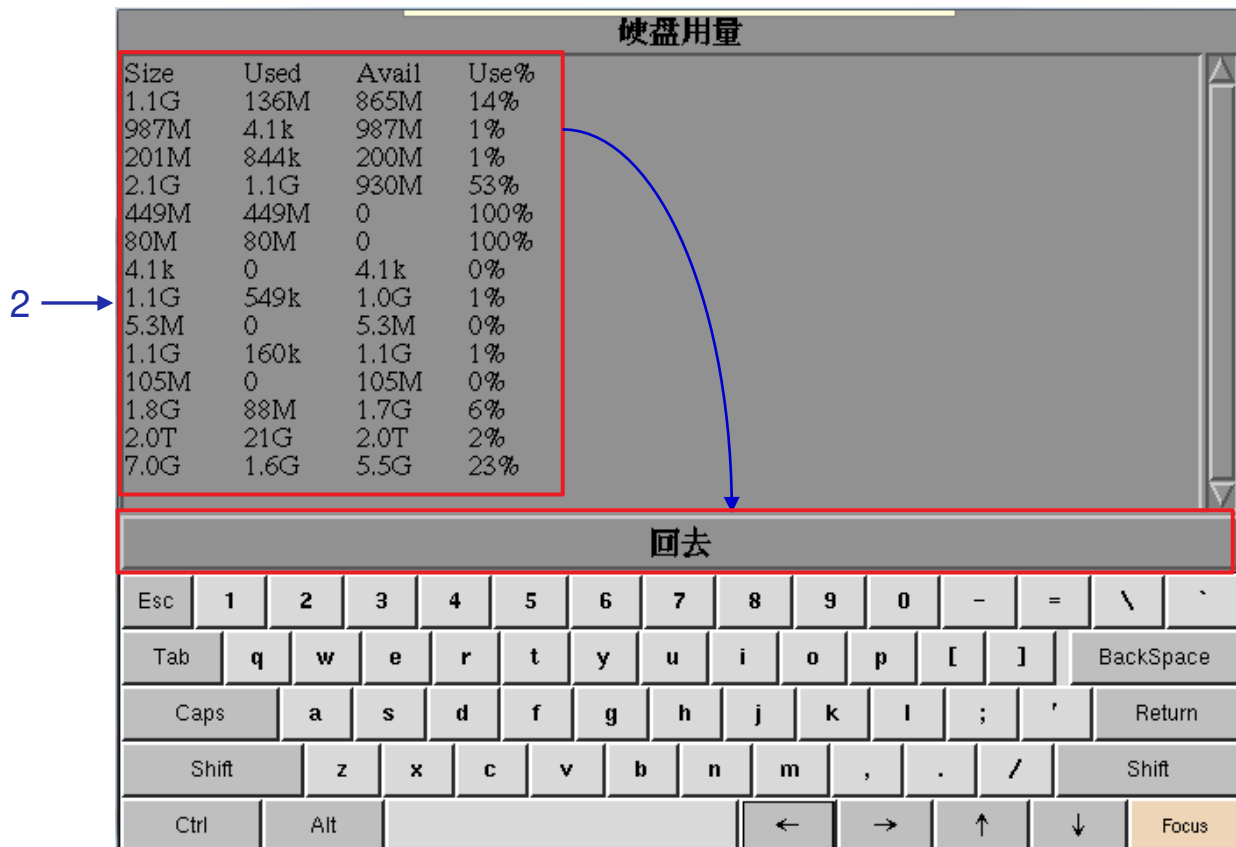 硬盘用量
Size Used Avail Use%
1.1G 136M 865M 14%
987M 4.1k 987M 1%
201M 844k 200M 1%
2.1G 1.1G 930M 53%
449M 449M 0 100%
80M 80M 0 100%
4.1k 0 4.1k 0%
1.1G 549k 1.0G 1%
5.3M 0 5.3M 0%
1.1G 160k 1.1G 1%
105M 0 105M 0%
1.8G 88M 1.7G 6%
2.0T 21G 2.0T 2%
7.0G 1.6G 5.5G 23%
2
回去
Esc 1 2 3 4 5 6 7 8 9 0 - = \ `
Tab q w e r t y u i o p [ ] BackSpace
Caps a s d f g h j k l ; ' Return
Shift z x c v b n m , . / Shift
Ctrl Alt ← → ↑ ↓ Focus